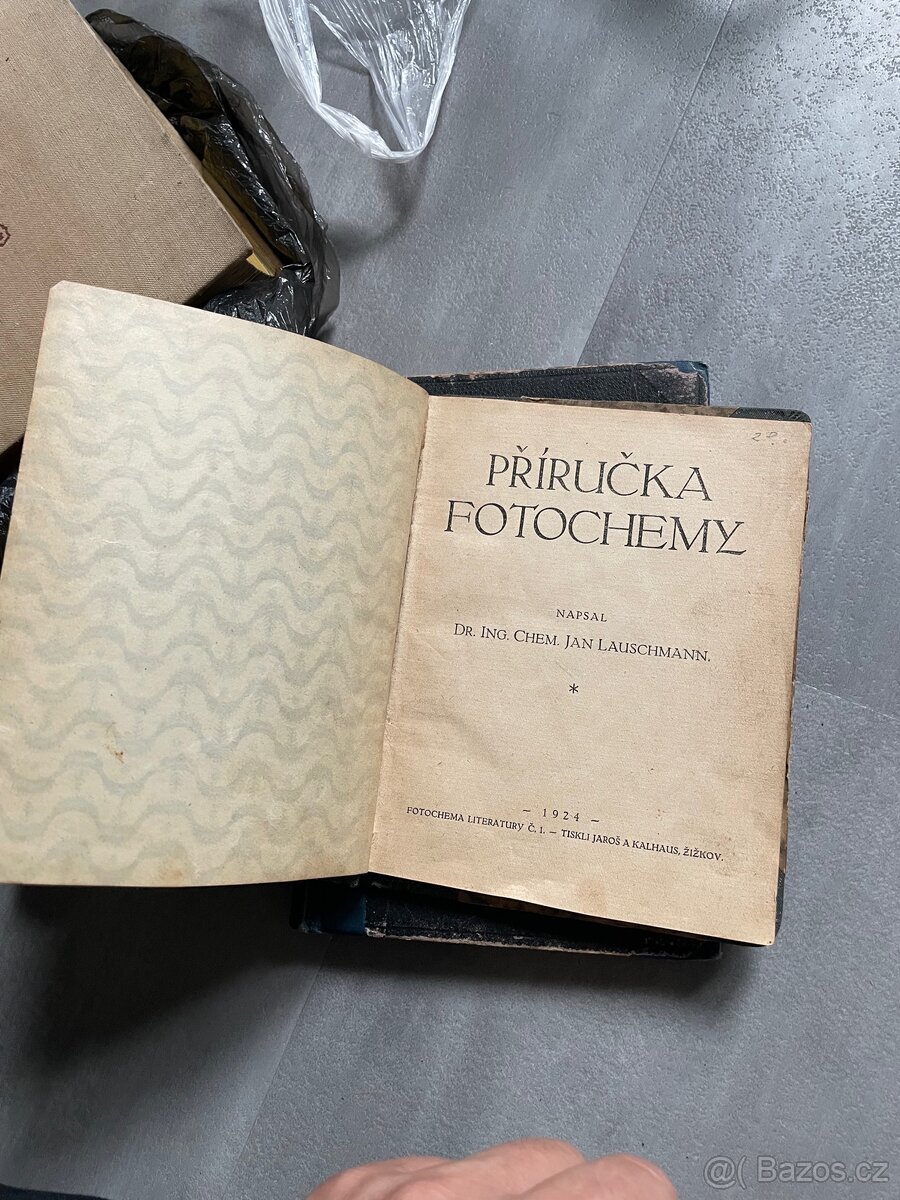 PŘÍRUČKA
FOTOCHEMY
NAPSAL
DR. ING. CHEM. JAN LAUSCHMANN.
*
– 1924 –
FOTOCHEMA LITERATURY Č. 1. – TISKLI JAROŠ A KALHAUS, ŽIŽKOV.
@( Bazos.cz